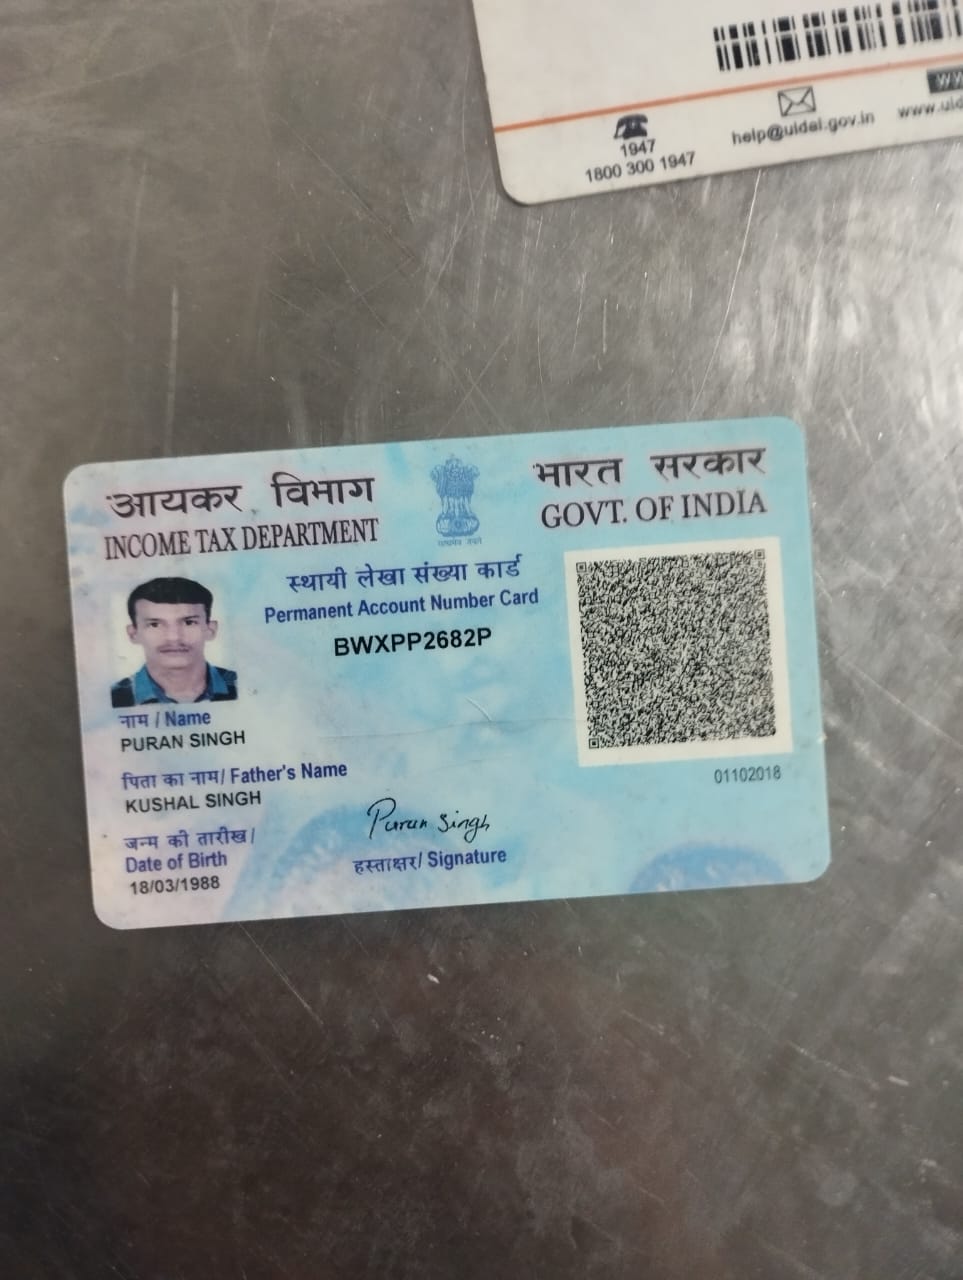 1947
1800 300 1947
help@uidai.gov.in
आयकर विभाग
INCOME TAX DEPARTMENT
भारत सरकार
GOVT. OF INDIA
सत्यमेव जयते
स्थायी लेखा संख्या कार्ड
Permanent Account Number Card
BWXPP2682P
नाम / Name
PURAN SINGH
पिता का नाम/ Father's Name
KUSHAL SINGH
जन्म की तारीख/
Date of Birth
18/03/1988
Puran Singh
हस्ताक्षर/ Signature
01102018